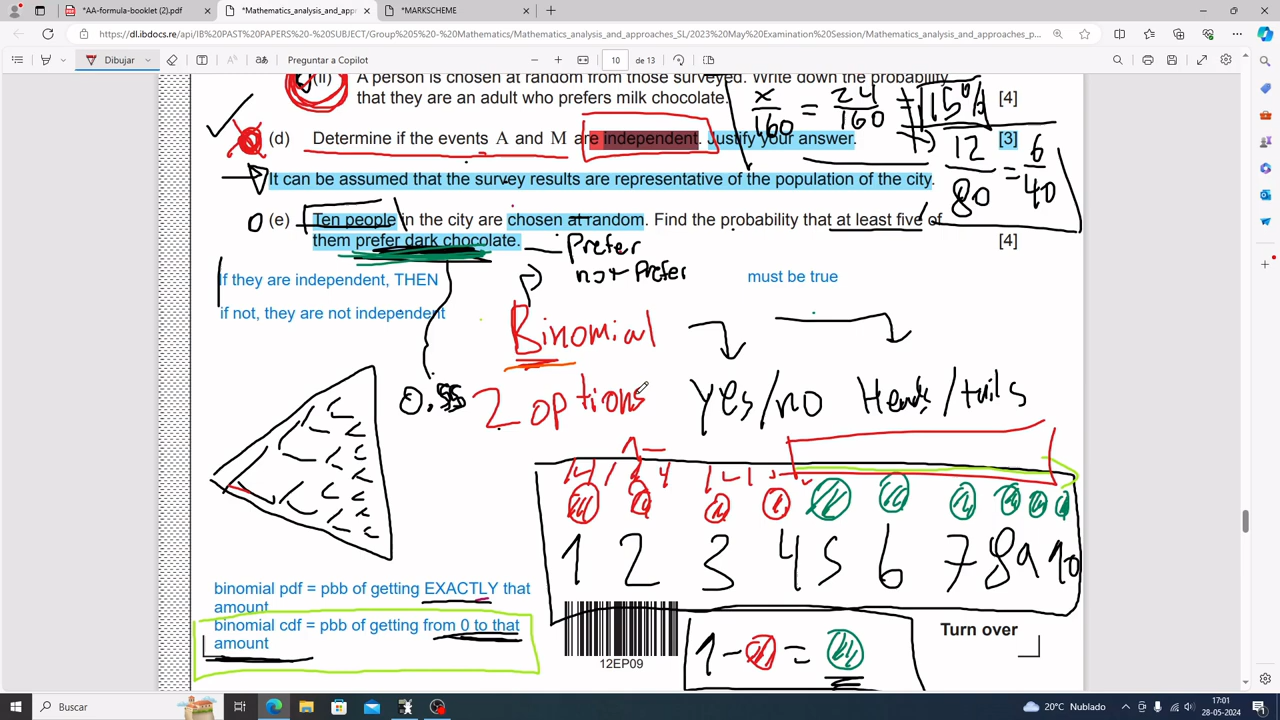 *AA-formula-booklet (2).pdf
*Mathematics_analysis_and_app
*MARKSCHEME
https://dl.ibdocs.re/api/IB%20PAST%20PAPERS%20-%20SUBJECT/Group%205%20-%20Mathematics/Mathematics_analysis_and_approaches_SL/2023%20May%20Examination%20Session/Mathematics_analysis_and_approaches_p...
Dibujar
Preguntar a Copilot
10
de 13
(ii) A person is chosen at random from those surveyed. Write down the probability
that they are an adult who prefers milk chocolate.
[4]
x/160 = 24/160 = 15%
(d) Determine if the events A and M are independent. Justify your answer.
[3]
12/80 = 6/40
It can be assumed that the survey results are representative of the population of the city.
(e) Ten people in the city are chosen at random. Find the probability that at least five of
them prefer dark chocolate.
[4]
Prefer
not Prefer
If they are independent, THEN
must be true
if not, they are not independent
Binomial
0.55
2 options
Yes/no
Heads/tails
1 2 3 4 5 6 7 8 9 10
binomial pdf = pbb of getting EXACTLY that
amount
binomial cdf = pbb of getting from 0 to that
amount
12EP09
Turn over
1 - =
Buscar
20°C Nublado
17:01
28-05-2024